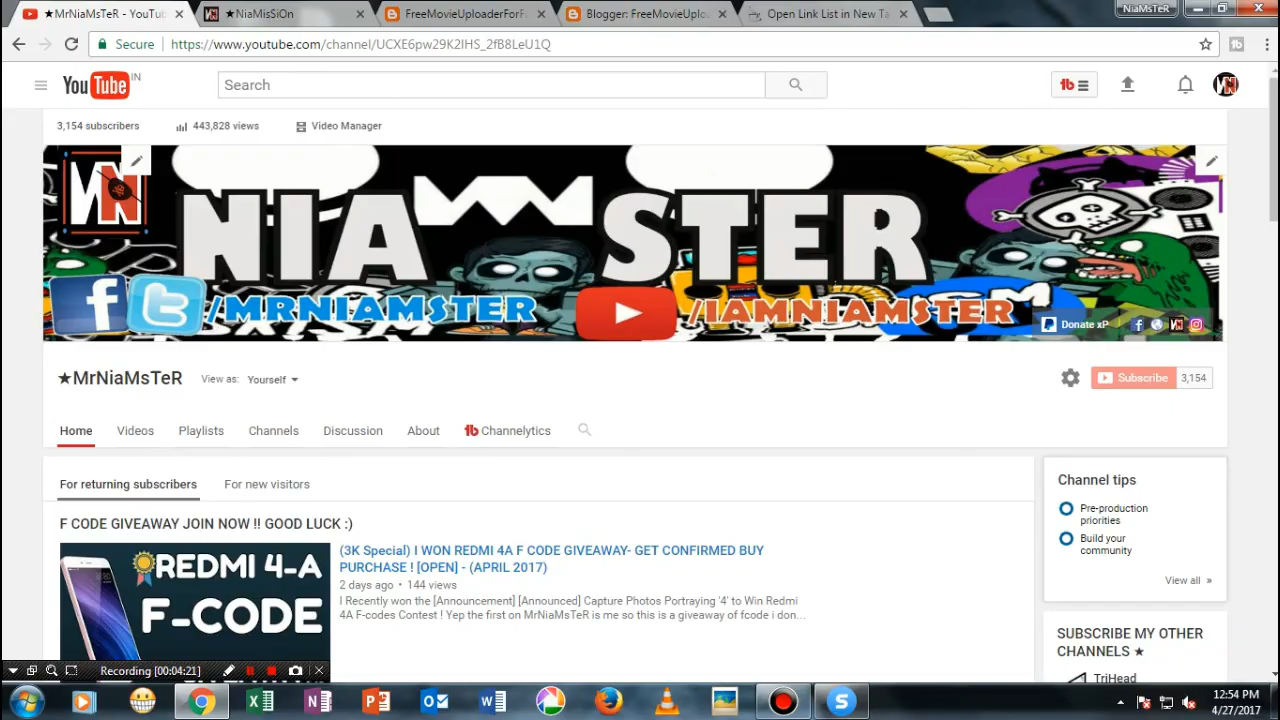 ★MrNiaMsTeR - YouTu
★NiaMisSiOn
FreeMovieUploaderForF
Blogger: FreeMovieUplo
Open Link List in New Ta
NiaMsTeR
Secure
https://www.youtube.com/channel/UCXE6pw29K2IHS_2fB8LeU1Q
YouTube IN
Search
3,154 subscribers
443,828 views
Video Manager
NIA STER
/MRNIAMSTER
/IAMNIAMSTER
Donate xP
★MrNiaMsTeR
View as: Yourself
Subscribe 3,154
Home
Videos
Playlists
Channels
Discussion
About
Channelytics
For returning subscribers
For new visitors
F CODE GIVEAWAY JOIN NOW !! GOOD LUCK :)
REDMI 4-A
F-CODE
(3K Special) I WON REDMI 4A F CODE GIVEAWAY- GET CONFIRMED BUY
PURCHASE ! [OPEN] - (APRIL 2017)
2 days ago • 144 views
I Recently won the [Announcement] [Announced] Capture Photos Portraying '4' to Win Redmi
4A F-codes Contest ! Yep the first on MrNiaMsTeR is me so this is a giveaway of fcode i don...
Channel tips
Pre-production
priorities
Build your
community
View all »
SUBSCRIBE MY OTHER
CHANNELS ★
TriHead
Recording [00:04:21]
12:54 PM
4/27/2017